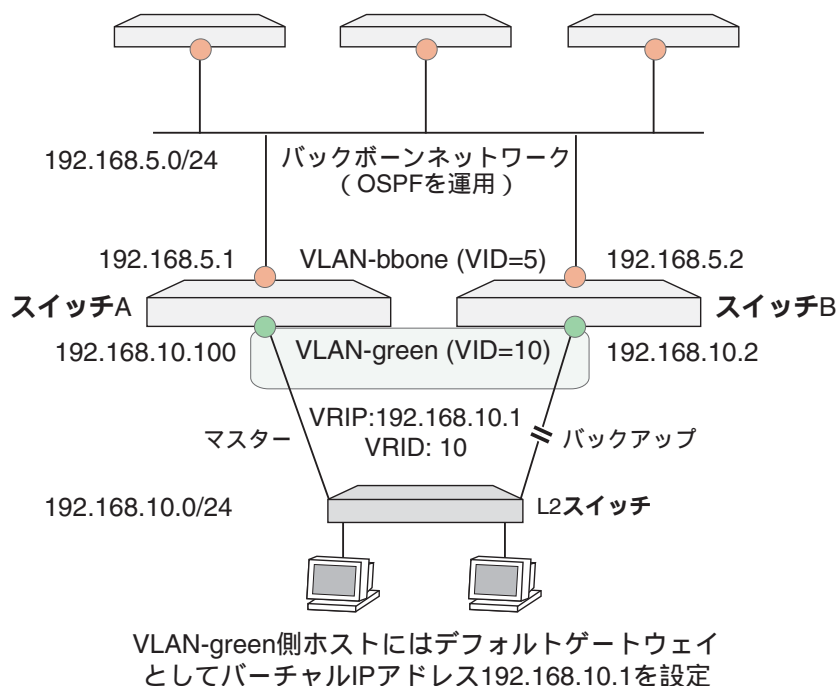 192.168.5.0/24
バックボーンネットワーク
（OSPFを運用）
192.168.5.1
VLAN-bbone (VID=5)
192.168.5.2
スイッチA
スイッチB
192.168.10.100
VLAN-green (VID=10)
192.168.10.2
VRIP:192.168.10.1
VRID: 10
マスター
バックアップ
192.168.10.0/24
L2スイッチ
VLAN-green側ホストにはデフォルトゲートウェイ
としてバーチャルIPアドレス192.168.10.1を設定